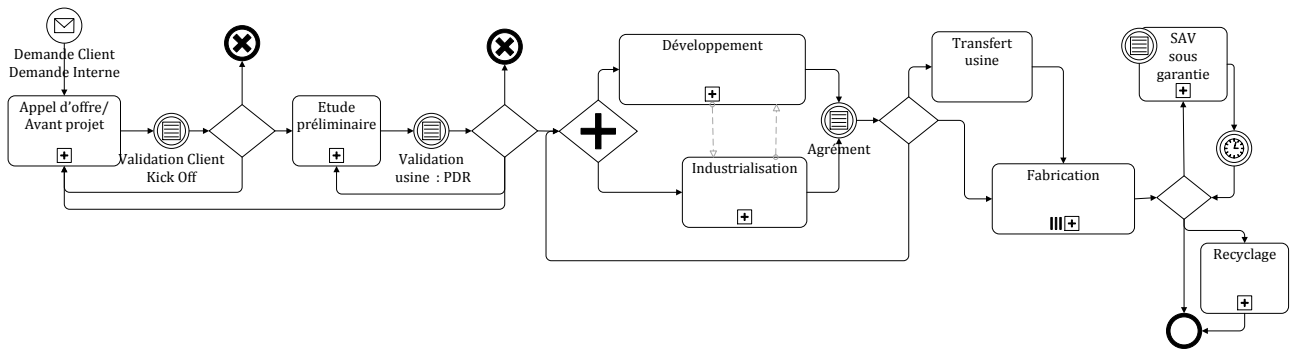 Demande Client
Demande Interne
Appel d'offre/
Avant projet
Validation Client
Kick Off
Etude
préliminaire
Validation
usine : PDR
Développement
Industrialisation
Agrément
Transfert
usine
Fabrication
SAV
sous
garantie
Recyclage